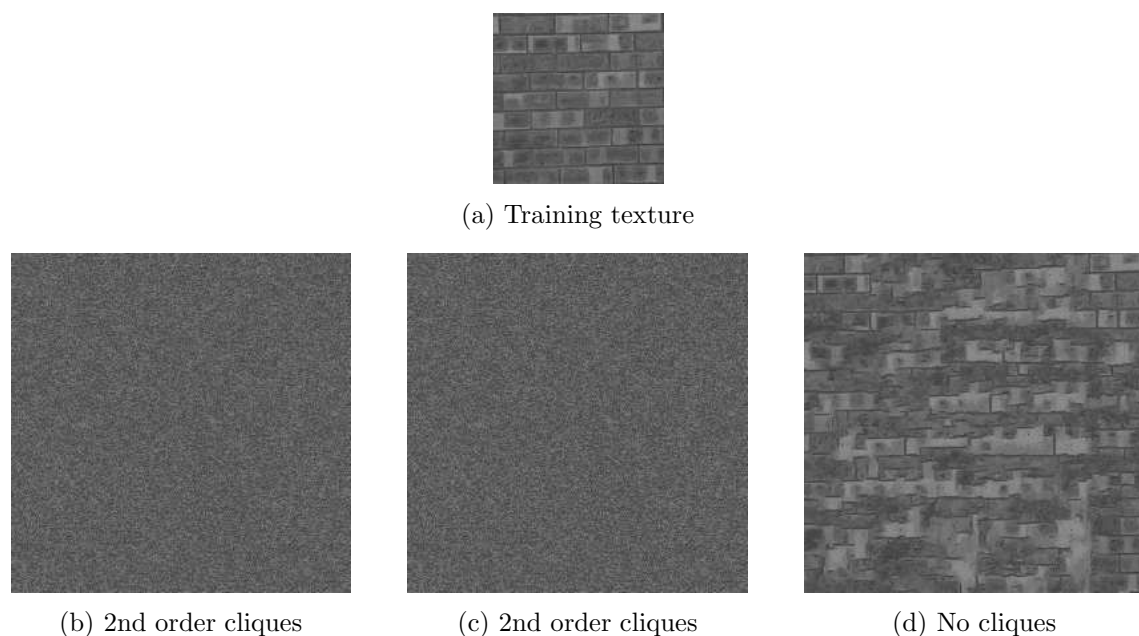 (a) Training texture
(b) 2nd order cliques
(c) 2nd order cliques
(d) No cliques